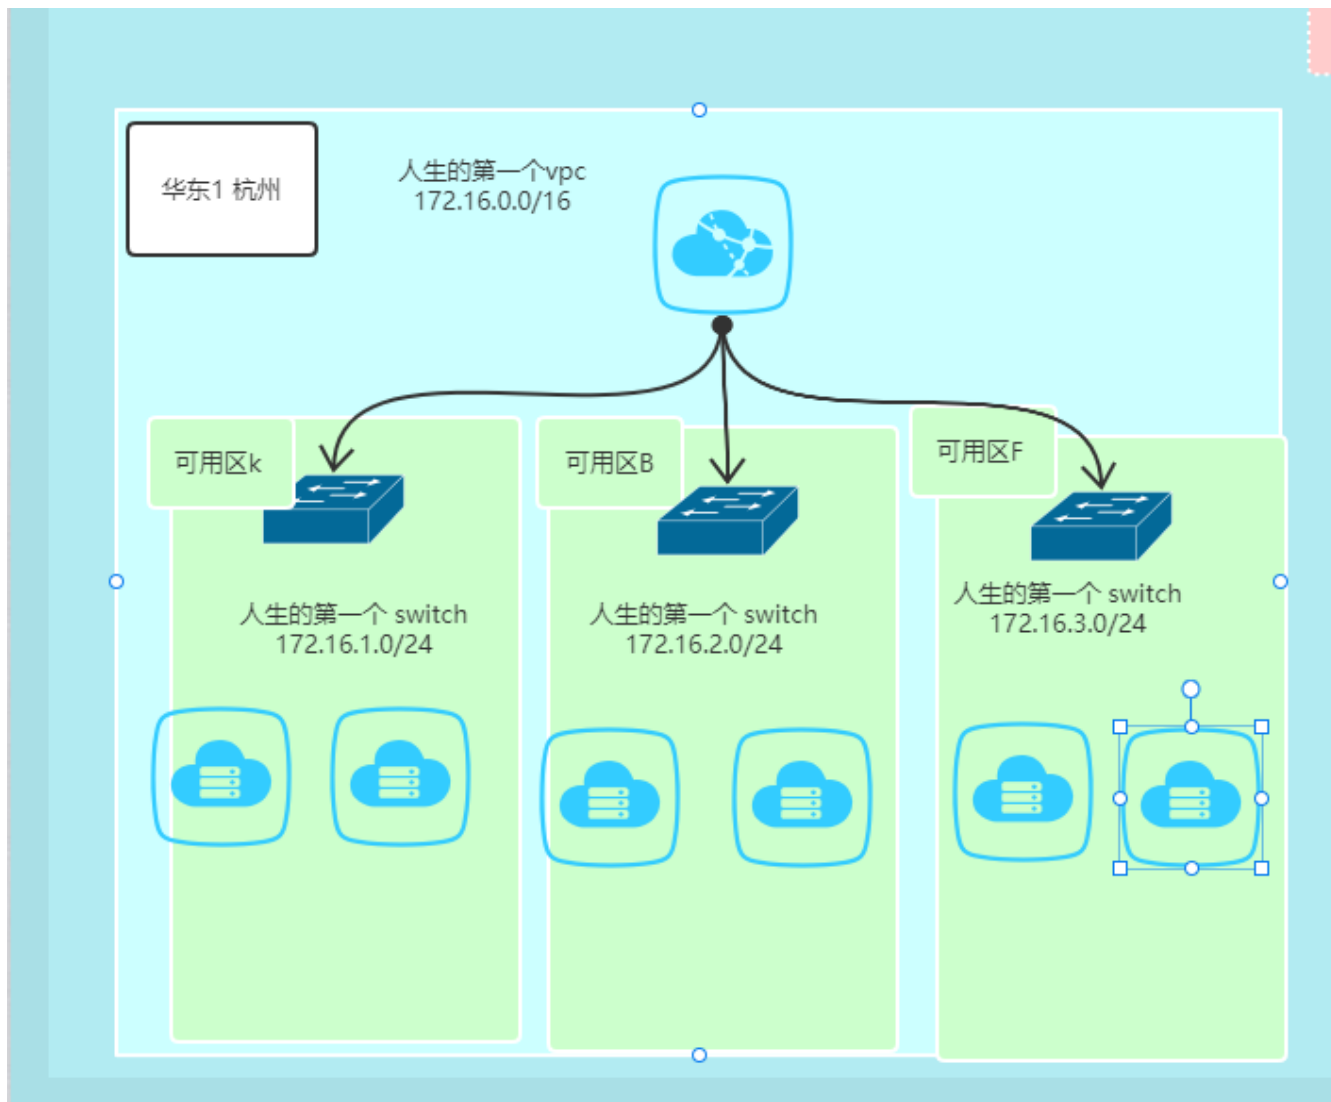 华东1 杭州
人生的第一个vpc
172.16.0.0/16
可用区k
可用区B
可用区F
人生的第一个 switch
172.16.1.0/24
人生的第一个 switch
172.16.2.0/24
人生的第一个 switch
172.16.3.0/24